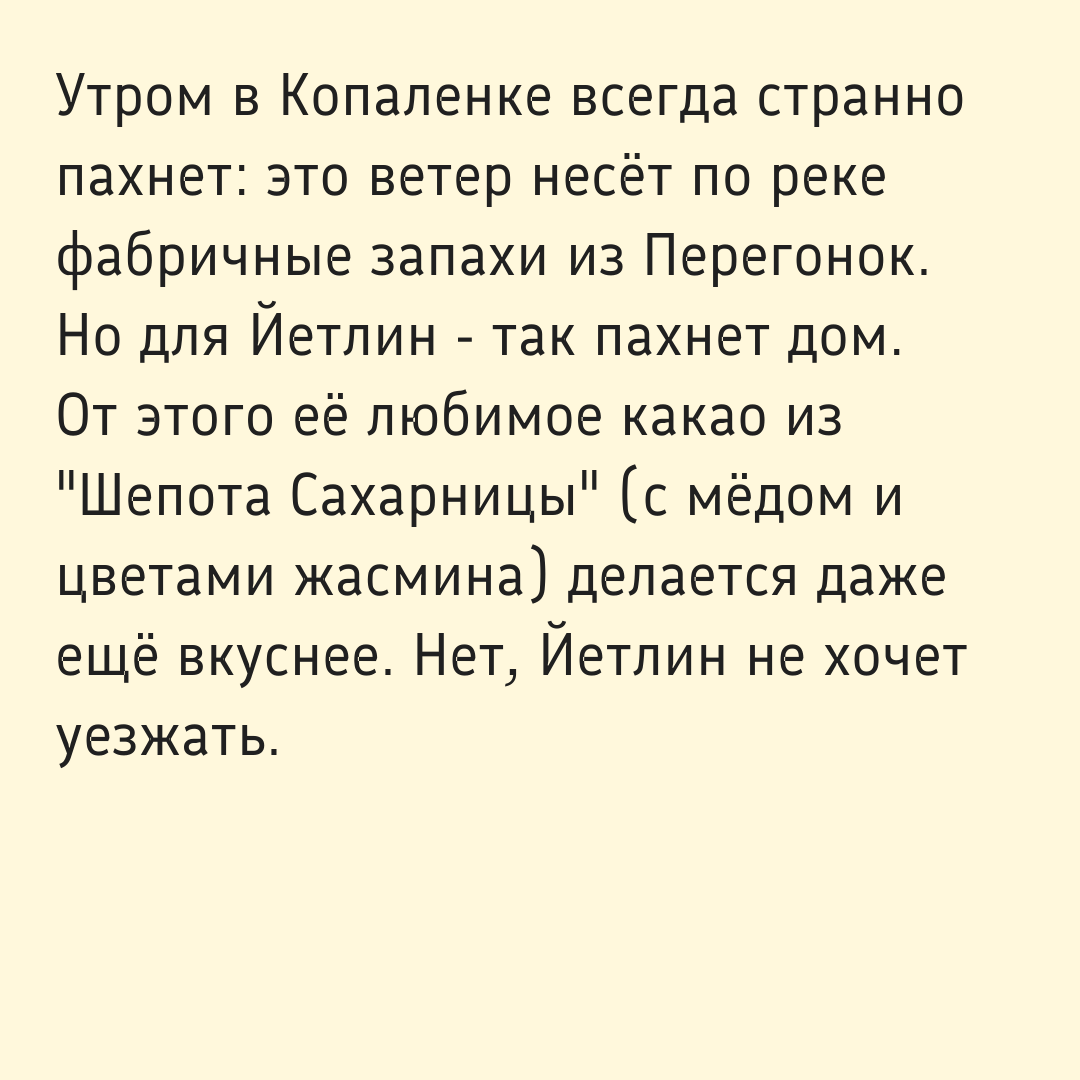 Утром в Копаленке всегда странно
пахнет: это ветер несёт по реке
фабричные запахи из Перегонок.
Но для Йетлин - так пахнет дом.
От этого её любимое какао из
"Шепота Сахарницы" (с мёдом и
цветами жасмина) делается даже
ещё вкуснее. Нет, Йетлин не хочет
уезжать.